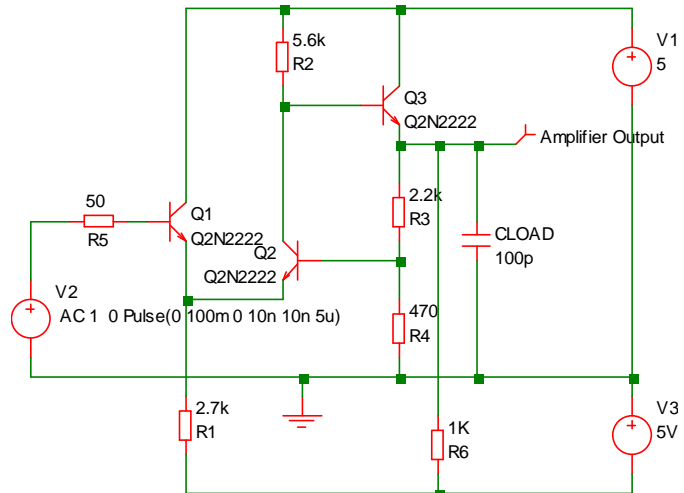 5.6k
R2
V1
5
Q3
Q2N2222
Amplifier Output
50
R5
Q1
Q2N2222
2.2k
R3
Q2
Q2N2222
CLOAD
100p
V2
AC 1 0 Pulse(0 100m 0 10n 10n 5u)
470
R4
2.7k
R1
1K
R6
V3
5V